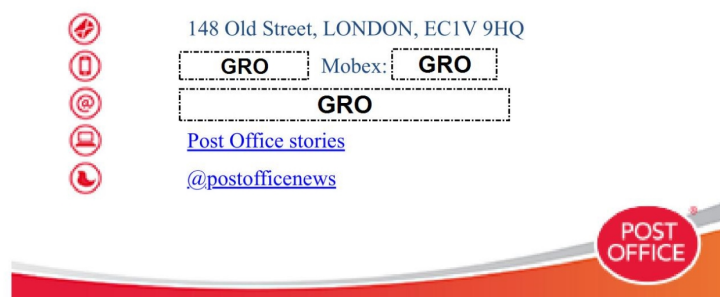 148 Old Street, LONDON, EC1V 9HQ
GRO Mobex: GRO
@ GRO
Post Office stories
@postofficenews
POST
OFFICE
®